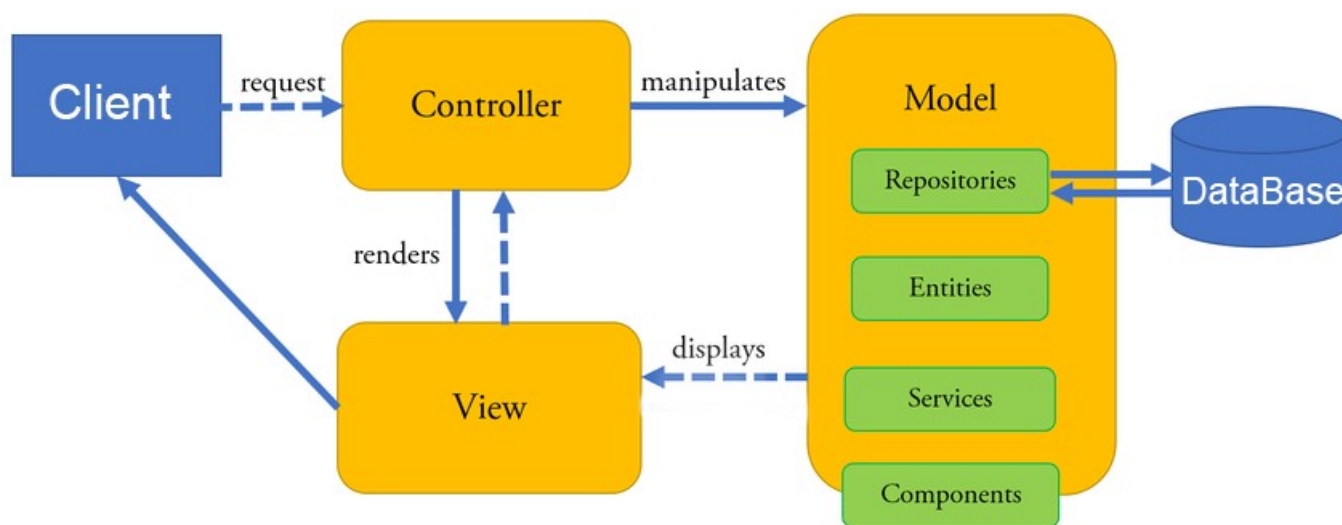 Client
request
Controller
manipulates
Model
Repositories
DataBase
renders
Entities
displays
View
Services
Components